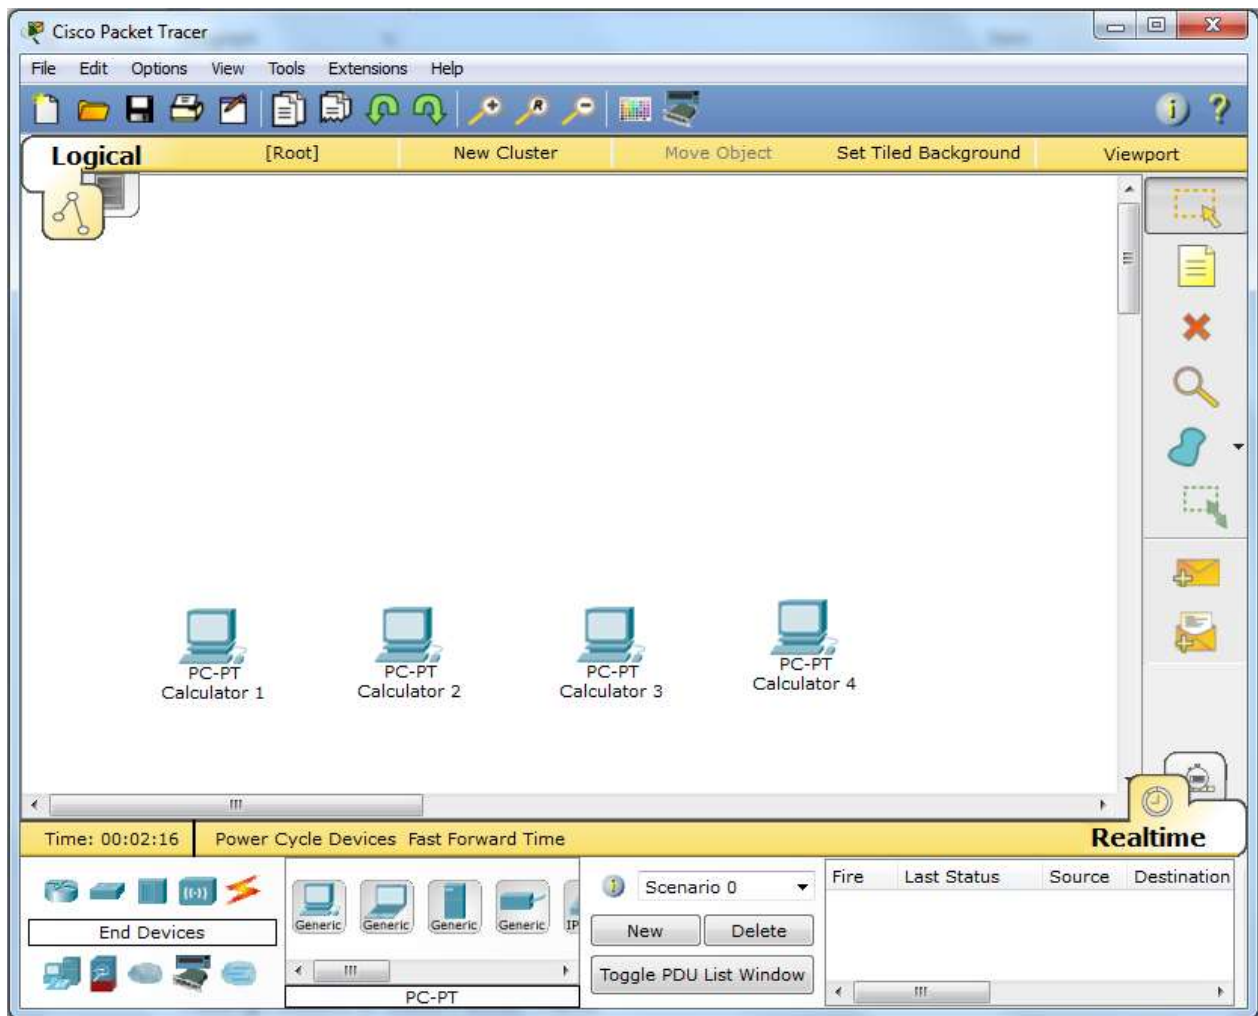 Cisco Packet Tracer
File Edit Options View Tools Extensions Help
R
i ?
Logical [Root] New Cluster Move Object Set Tiled Background Viewport
PC-PT
Calculator 1
PC-PT
Calculator 2
PC-PT
Calculator 3
PC-PT
Calculator 4
Time: 00:02:16 Power Cycle Devices Fast Forward Time Realtime
End Devices
Generic Generic Generic Generic IP
PC-PT
i Scenario 0
New Delete
Toggle PDU List Window
Fire Last Status Source Destination